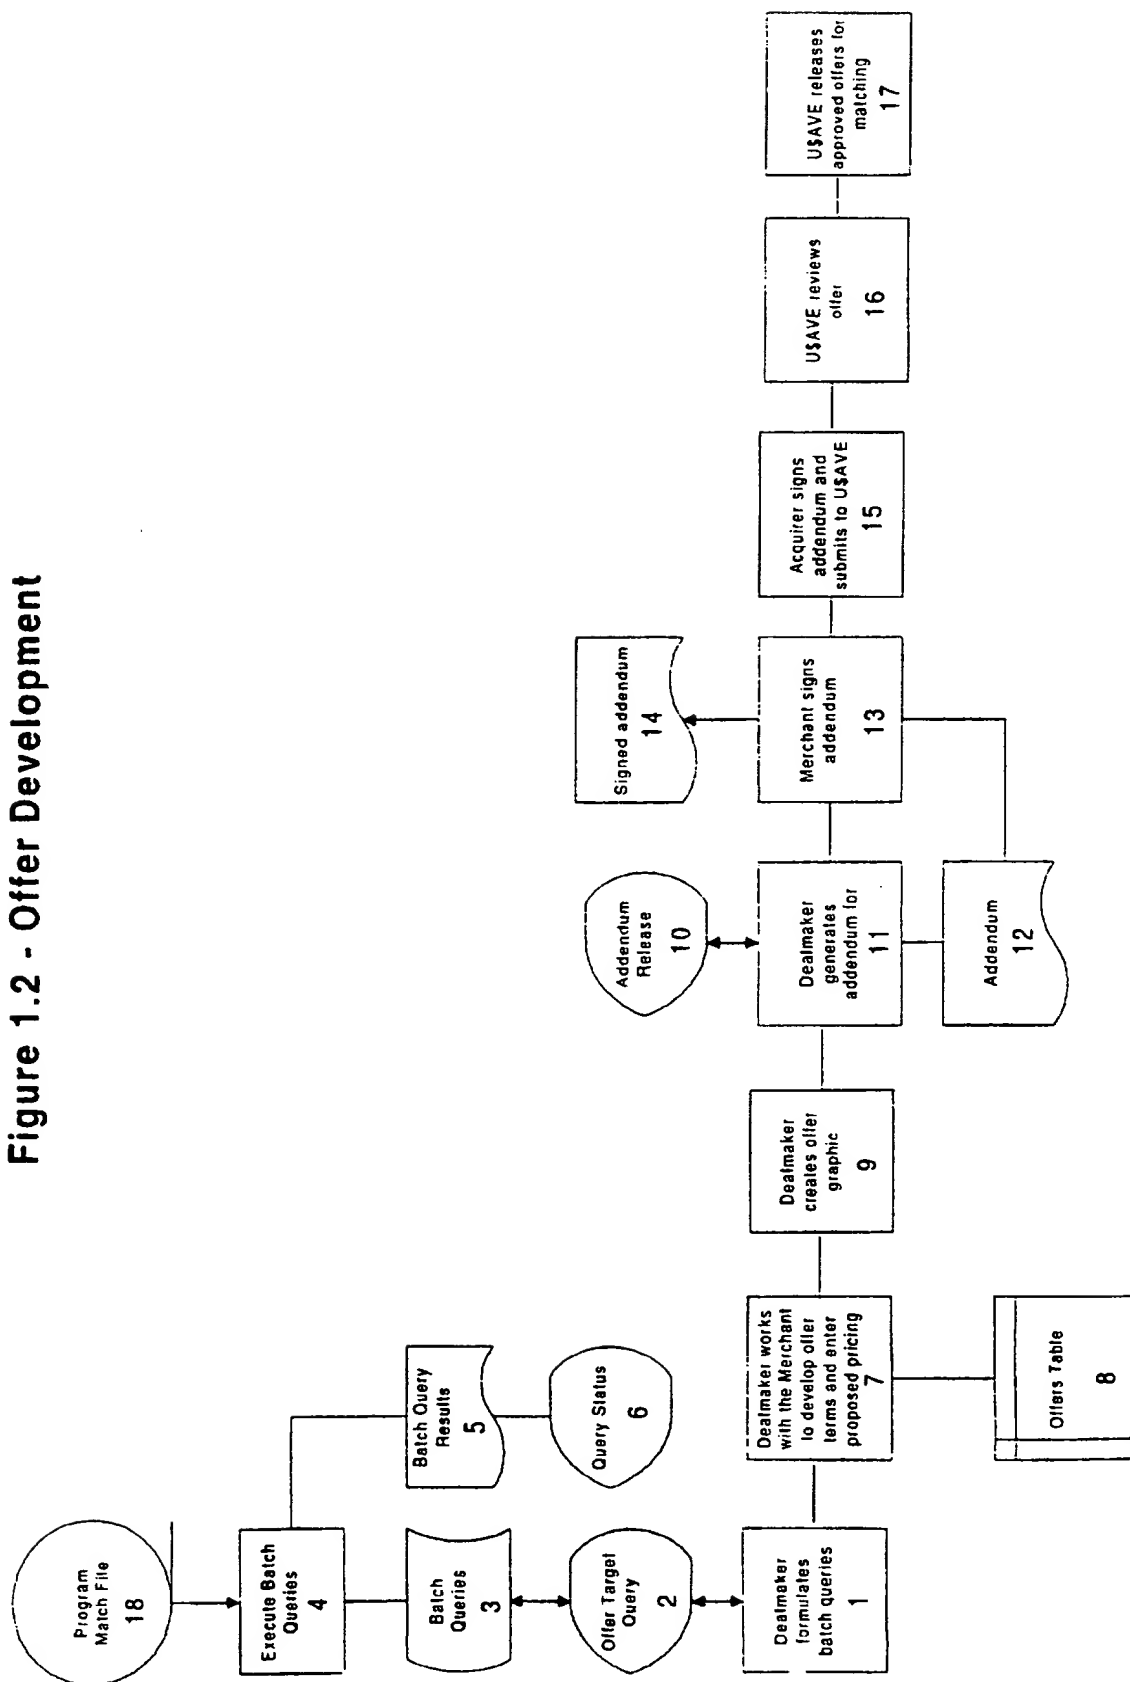 Figure 1.2 - Offer Development
Program
Match File
18
Execute Batch
Queries
4
Batch
Queries
3
Offer Target
Query
2
Dealmaker
formulates
batch queries
1
Batch Query
Results
5
Query Status
6
Dealmaker works
with the Merchant
to develop offer
terms and enter
proposed pricing
7
Offers Table
8
Dealmaker
creates offer
graphic
9
Addendum
Release
10
Dealmaker
generates
addendum for
11
Addendum
12
Signed addendum
14
Merchant signs
addendum
13
Acquirer signs
addendum and
submits to U$AVE
15
U$AVE reviews
offer
16
U$AVE releases
approved offers for
matching
17